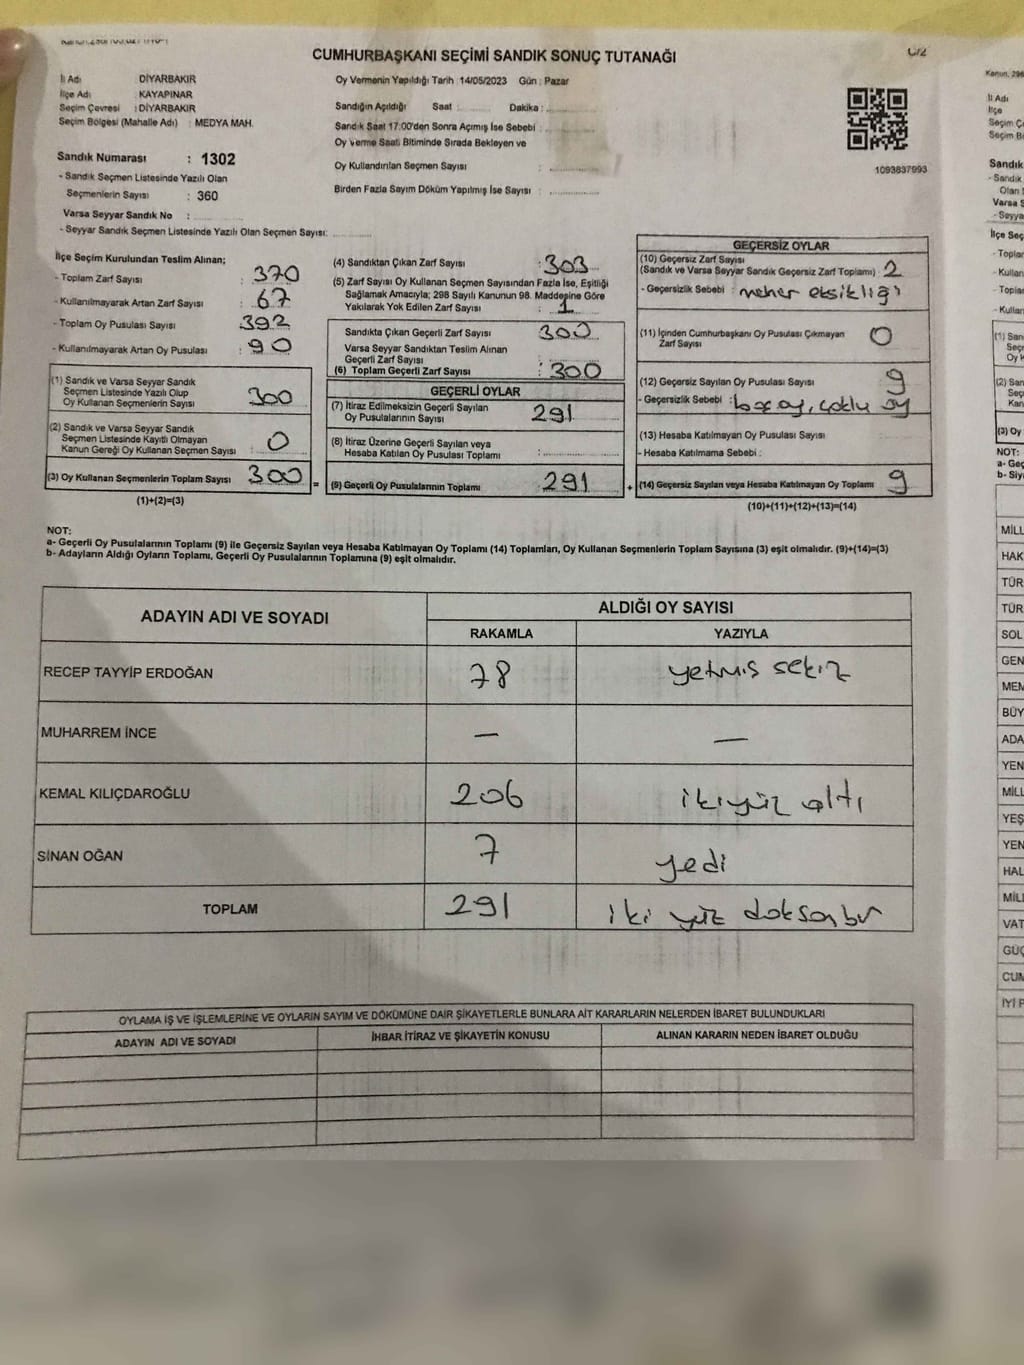 C/2
CUMHURBAŞKANI SEÇİMİ SANDIK SONUÇ TUTANAĞI
İl Adı : DİYARBAKIR
İlçe Adı : KAYAPINAR
Seçim Çevresi : DİYARBAKIR
Seçim Bölgesi (Mahalle Adı) : MEDYA MAH.
Oy Vermenin Yapıldığı Tarih : 14/05/2023 Gün : Pazar
Sandığın Açıldığı Saat : Dakika :
Sandık Saat 17:00'den Sonra Açmış İse Sebebi :
Oy verme Saati Bitiminde Sırada Bekleyen ve
Oy Kullandırılan Seçmen Sayısı :
Birden Fazla Sayım Döküm Yapılmış İse Sayısı :
1093837993
Sandık Numarası : 1302
- Sandık Seçmen Listesinde Yazılı Olan
Seçmenlerin Sayısı : 360
Varsa Seyyar Sandık No :
- Seyyar Sandık Seçmen Listesinde Yazılı Olan Seçmen Sayısı:
İlçe Seçim Kurulundan Teslim Alınan;
- Toplam Zarf Sayısı : 370
- Kullanılmayarak Artan Zarf Sayısı : 67
- Toplam Oy Pusulası Sayısı : 392
- Kullanılmayarak Artan Oy Pusulası : 90
(1) Sandık ve Varsa Seyyar Sandık
Seçmen Listesinde Yazılı Olup
Oy Kullanan Seçmenlerin Sayısı : 300
(2) Sandık ve Varsa Seyyar Sandık
Seçmen Listesinde Kayıtlı Olmayan
Kanun Gereği Oy Kullanan Seçmen Sayısı : 0
(3) Oy Kullanan Seçmenlerin Toplam Sayısı 300 =
(1)+(2)=(3)
(4) Sandıktan Çıkan Zarf Sayısı : 303
(5) Zarf Sayısı Oy Kullanan Seçmen Sayısından Fazla İse, Eşitliği
Sağlamak Amacıyla; 298 Sayılı Kanunun 98. Maddesine Göre
Yakılarak Yok Edilen Zarf Sayısı : 1
Sandıkta Çıkan Geçerli Zarf Sayısı : 300
Varsa Seyyar Sandıktan Teslim Alınan
Geçerli Zarf Sayısı :
(6) Toplam Geçerli Zarf Sayısı : 300
GEÇERLİ OYLAR
(7) İtiraz Edilmeksizin Geçerli Sayılan
Oy Pusulalarının Sayısı : 291
(8) İtiraz Üzerine Geçerli Sayılan veya
Hesaba Katılan Oy Pusulası Toplamı :
(9) Geçerli Oy Pusulalarının Toplamı 291 +
GEÇERSİZ OYLAR
(10) Geçersiz Zarf Sayısı
(Sandık ve Varsa Seyyar Sandık Geçersiz Zarf Toplamı) : 2
- Geçersizlik Sebebi : mühür eksikliği
(11) İçinden Cumhurbaşkanı Oy Pusulası Çıkmayan
Zarf Sayısı : 0
(12) Geçersiz Sayılan Oy Pusulası Sayısı : 9
- Geçersizlik Sebebi : boş oy, çoklu oy
(13) Hesaba Katılmayan Oy Pusulası Sayısı :
- Hesaba Katılmama Sebebi :
(14) Geçersiz Sayılan veya Hesaba Katılmayan Oy Toplamı 9
(10)+(11)+(12)+(13)=(14)
NOT:
a- Geçerli Oy Pusulalarının Toplamı (9) ile Geçersiz Sayılan veya Hesaba Katılmayan Oy Toplamı (14) Toplamları, Oy Kullanan Seçmenlerin Toplam Sayısına (3) eşit olmalıdır. (9)+(14)=(3)
b- Adayların Aldığı Oyların Toplamı, Geçerli Oy Pusulalarının Toplamına (9) eşit olmalıdır.
ADAYIN ADI VE SOYADI
ALDIĞI OY SAYISI
RAKAMLA YAZIYLA
RECEP TAYYİP ERDOĞAN 78 yetmiş sekiz
MUHARREM İNCE — —
KEMAL KILIÇDAROĞLU 206 ikiyüz altı
SİNAN OĞAN 7 yedi
TOPLAM 291 iki yüz doksanbir
OYLAMA İŞ VE İŞLEMLERİNE VE OYLARIN SAYIM VE DÖKÜMÜNE DAİR ŞİKAYETLERLE BUNLARA AİT KARARLARIN NELERDEN İBARET BULUNDUKLARI
ADAYIN ADI VE SOYADI
İHBAR İTİRAZ VE ŞİKAYETİN KONUSU
ALINAN KARARIN NEDEN İBARET OLDUĞU